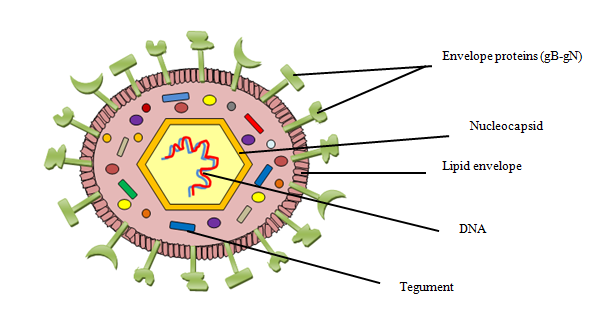 Envelope proteins (gB-gN)
Nucleocapsid
Lipid envelope
DNA
Tegument